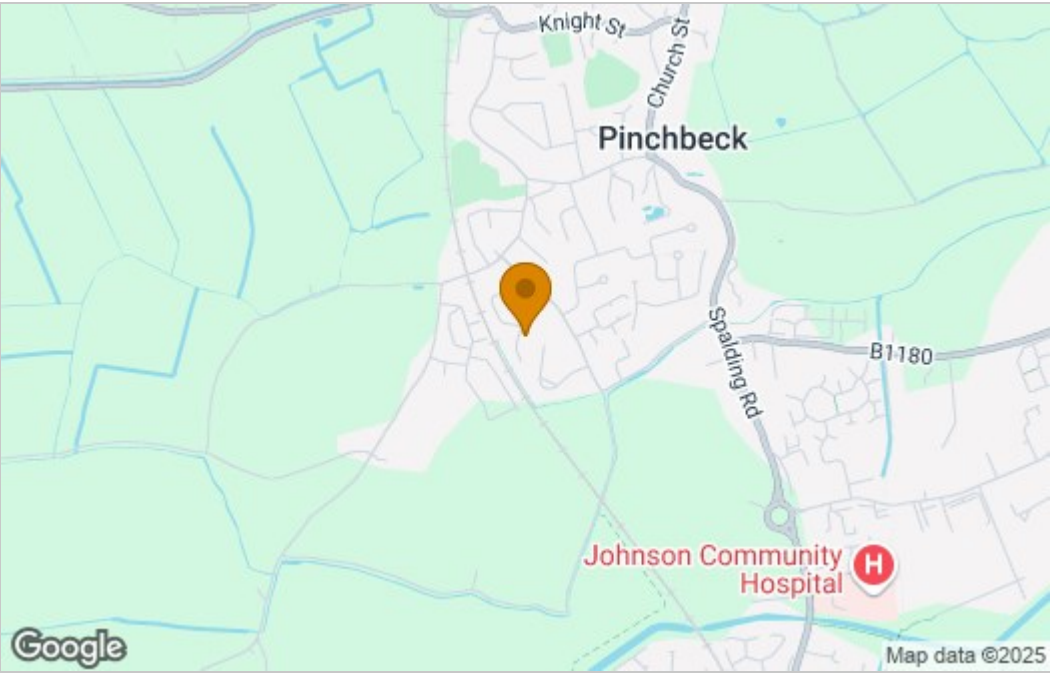 Knight St
Church St
Pinchbeck
Spalding Rd
B1180
Johnson Community
Hospital
H
Google
Map data ©2025